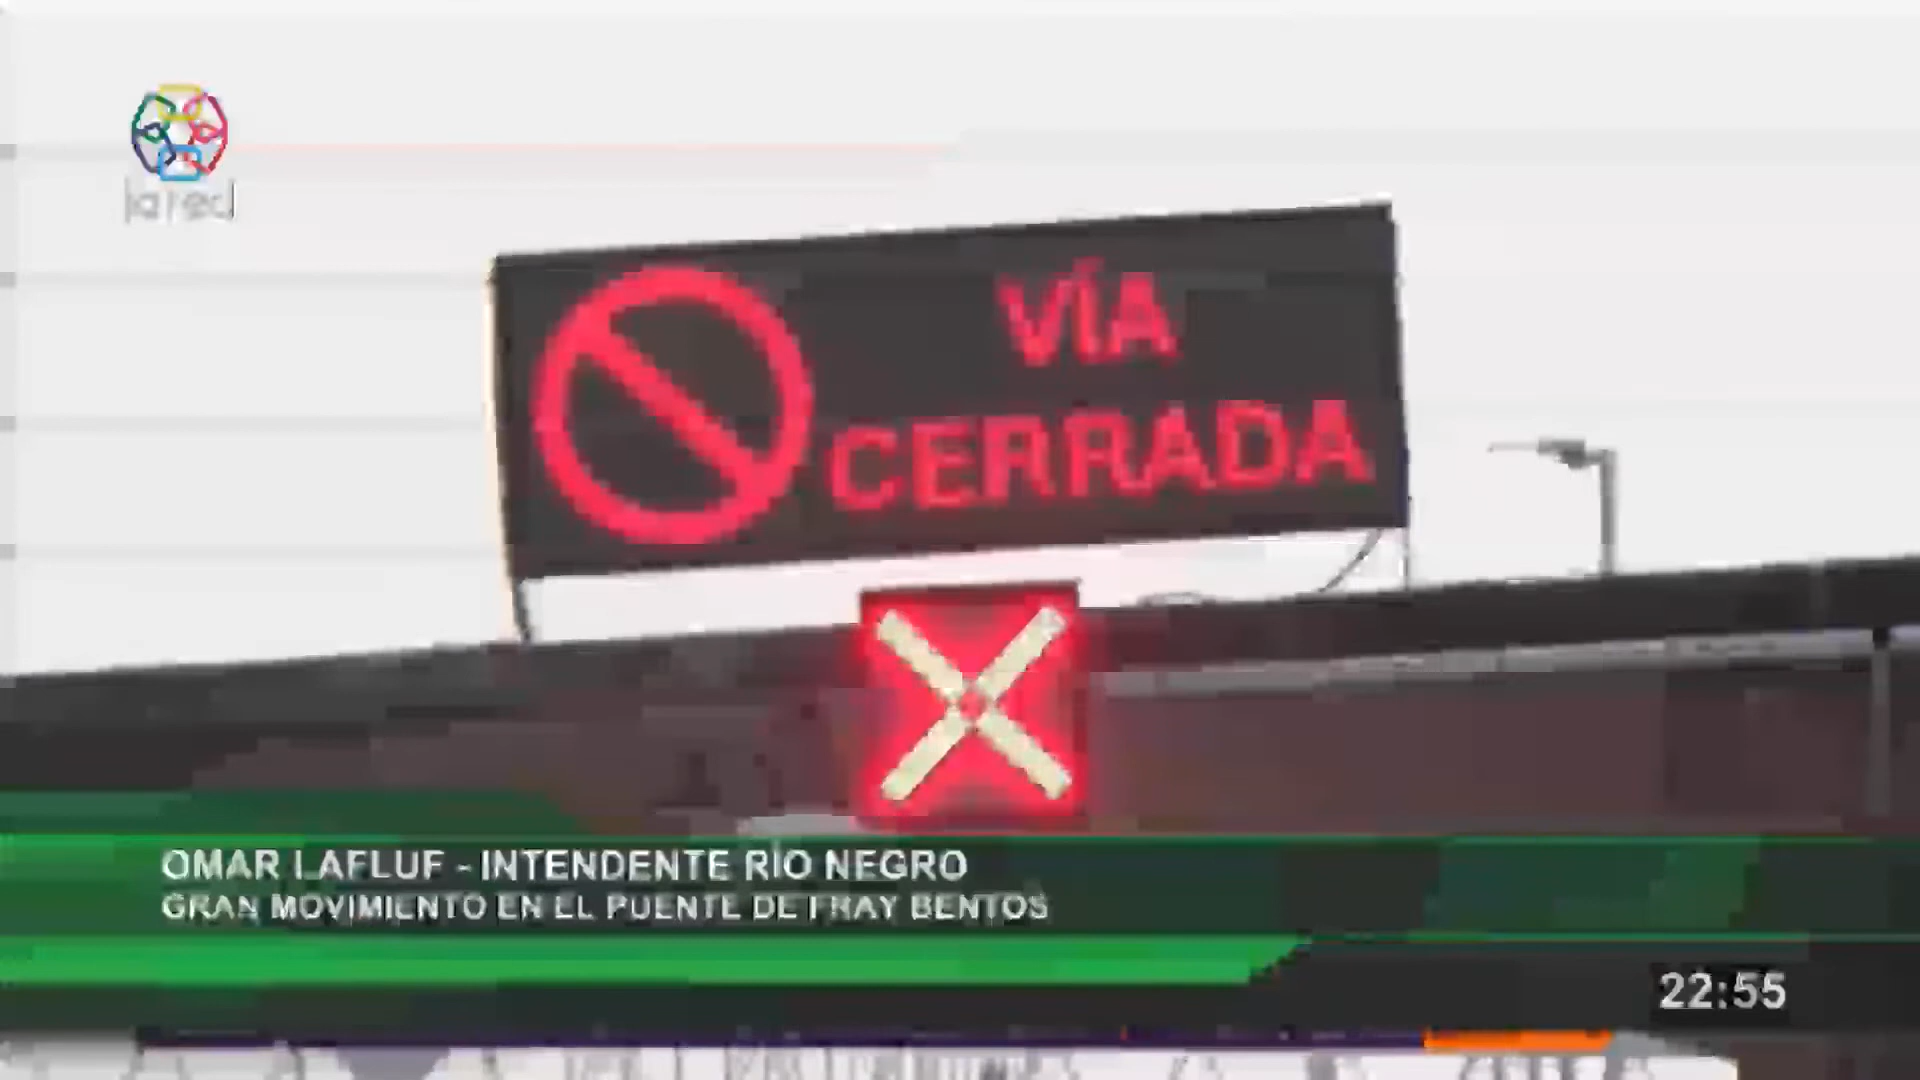 la red
VÍA
CERRADA
OMAR LAFLUF - INTENDENTE RÍO NEGRO
GRAN MOVIMIENTO EN EL PUENTE DE FRAY BENTOS
22:55